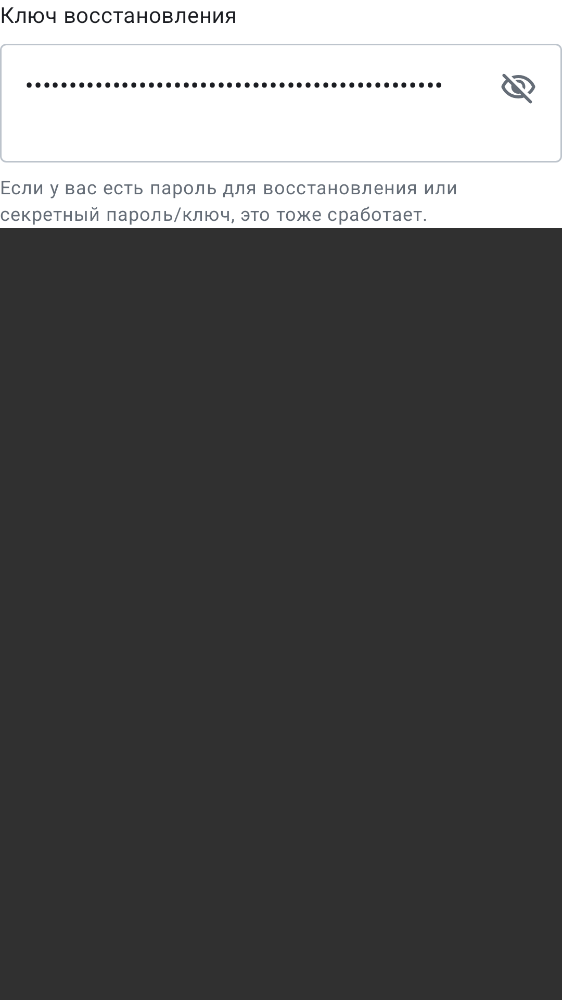 Ключ восстановления
••••••••••••••••••••••••••••••••••••••••••••••••
Если у вас есть пароль для восстановления или
секретный пароль/ключ, это тоже сработает.